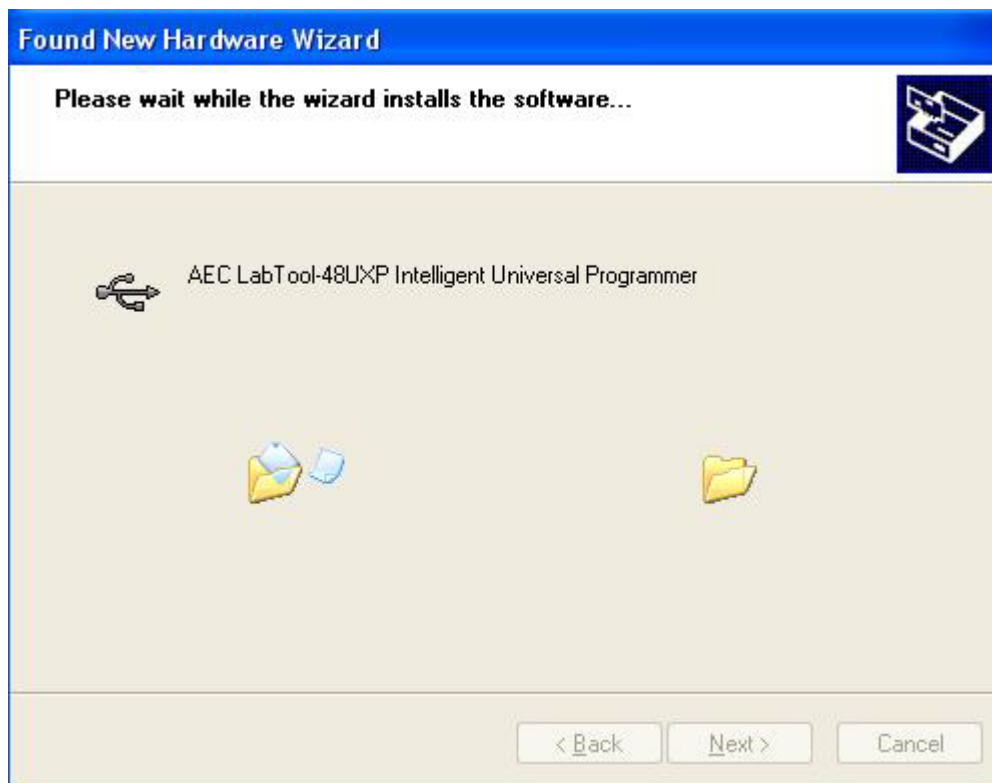 Found New Hardware Wizard
Please wait while the wizard installs the software...
AEC LabTool-48UXP Intelligent Universal Programmer
< Back Next > Cancel